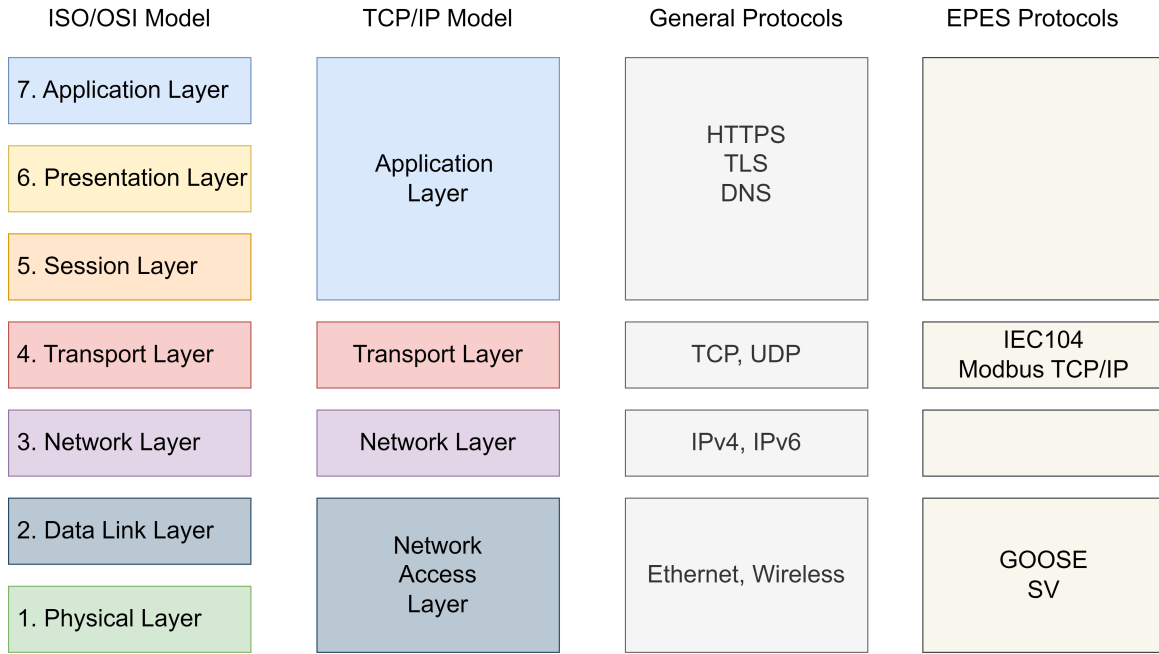 ISO/OSI Model
TCP/IP Model
General Protocols
EPES Protocols
7. Application Layer
6. Presentation Layer
5. Session Layer
Application
Layer
HTTPS
TLS
DNS
4. Transport Layer
Transport Layer
TCP, UDP
IEC104
Modbus TCP/IP
3. Network Layer
Network Layer
IPv4, IPv6
2. Data Link Layer
1. Physical Layer
Network
Access
Layer
Ethernet, Wireless
GOOSE
SV